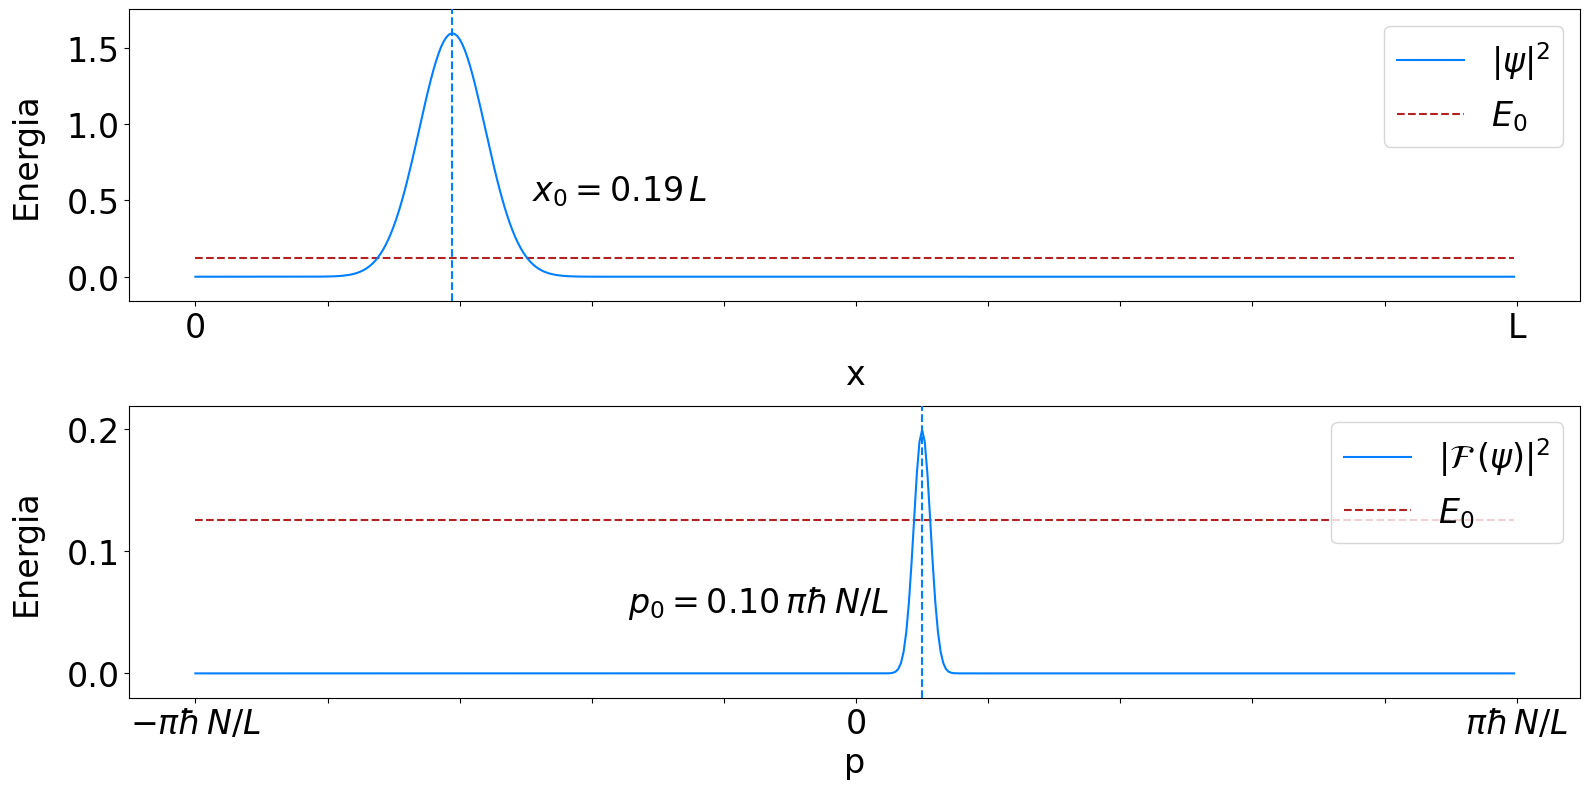 Energia
1.5
1.0
0.5
0.0
|ψ|²
E₀
x₀ = 0.19 L
0
L
x
Energia
0.2
0.1
0.0
|ℱ(ψ)|²
E₀
p₀ = 0.10 πħ N/L
−πħ N/L
0
πħ N/L
p